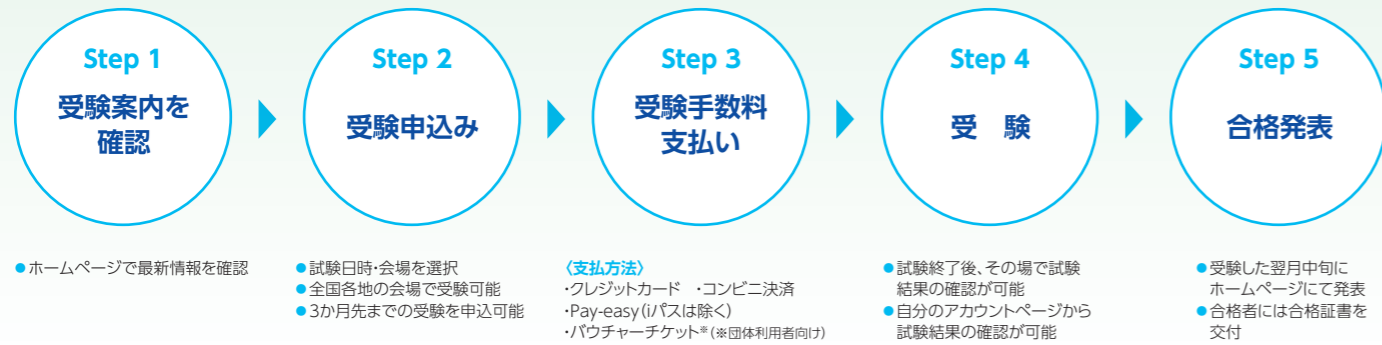 Step 1
受験案内を
確認
Step 2
受験申込み
Step 3
受験手数料
支払い
Step 4
受　験
Step 5
合格発表
●ホームページで最新情報を確認
●試験日時・会場を選択
●全国各地の会場で受験可能
●3か月先までの受験を申込可能
〈支払方法〉
・クレジットカード　・コンビニ決済
・Pay-easy(iパスは除く)
・バウチャーチケット※(※団体利用者向け)
●試験終了後、その場で試験
結果の確認が可能
●自分のアカウントページから
試験結果の確認が可能
●受験した翌月中旬に
ホームページにて発表
●合格者には合格証書を
交付